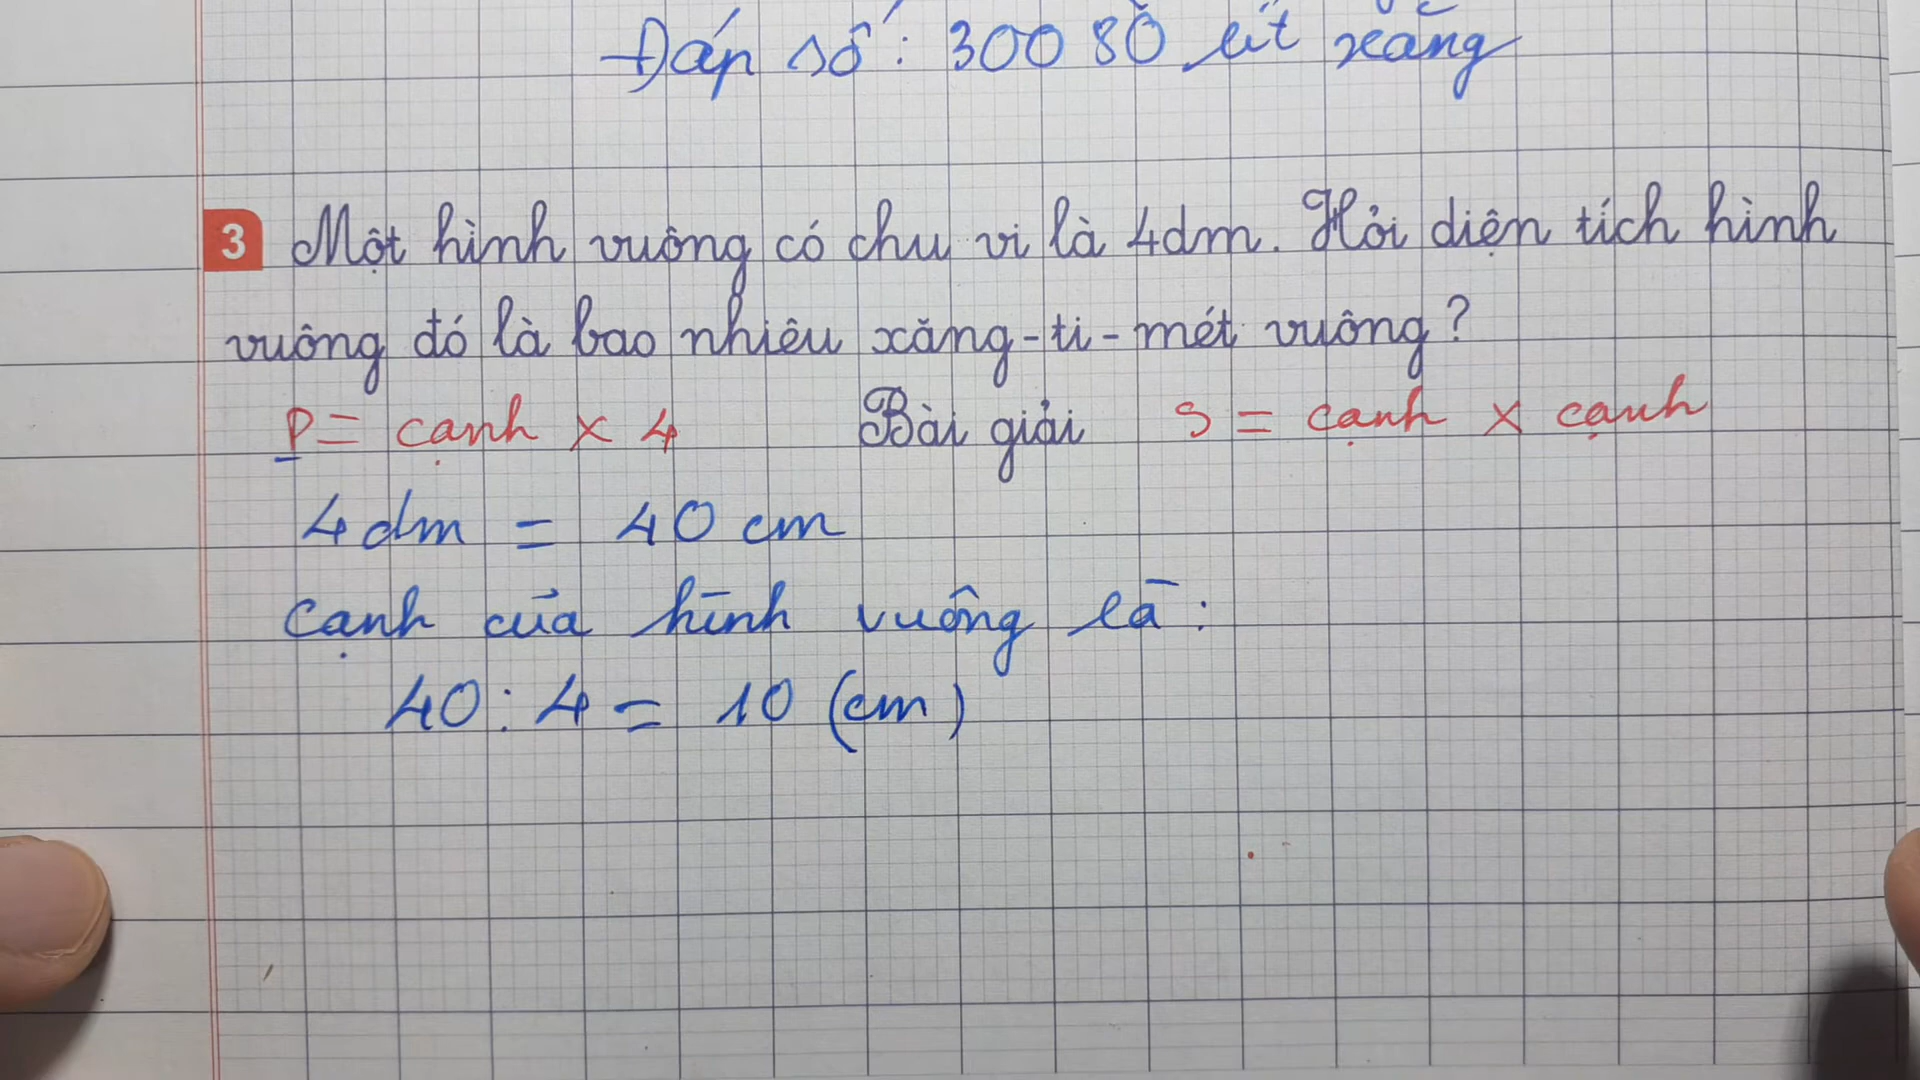 Đáp số: 30080 lít xăng
3 Một hình vuông có chu vi là 4dm. Hỏi diện tích hình
vuông đó là bao nhiêu xăng-ti-mét vuông?
P = cạnh x 4 Bài giải S = cạnh x cạnh
4dm = 40 cm
Cạnh của hình vuông là:
40 : 4 = 10 (cm)